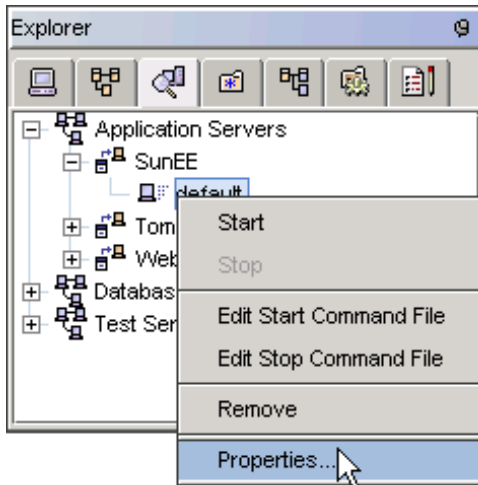 Explorer
Application Servers
SunEE
default
Start
Stop
Edit Start Command File
Edit Stop Command File
Remove
Properties...